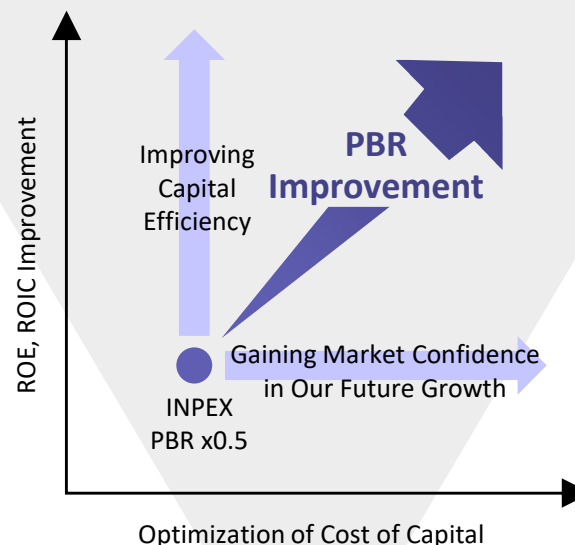 ROE, ROIC Improvement
Improving
Capital
Efficiency
PBR
Improvement
Gaining Market Confidence
in Our Future Growth
INPEX
PBR x0.5
Optimization of Cost of Capital